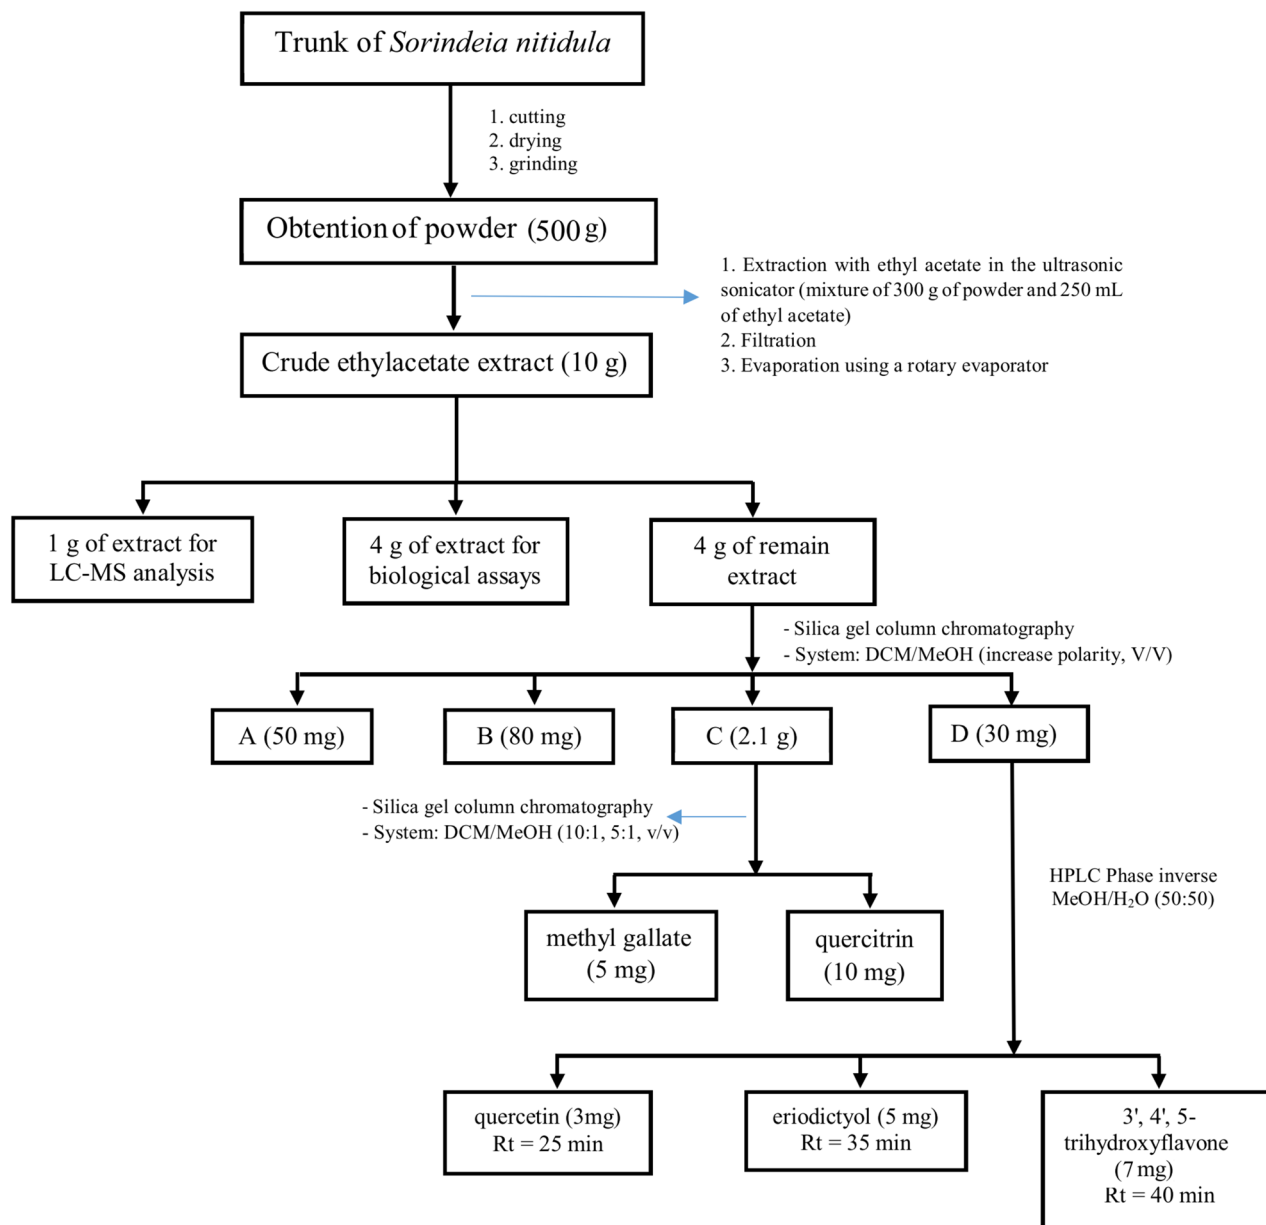 Trunk of Sorindeia nitidula
1. cutting
2. drying
3. grinding
Obtention of powder (500 g)
1. Extraction with ethyl acetate in the ultrasonic
sonicator (mixture of 300 g of powder and 250 mL
of ethyl acetate)
2. Filtration
3. Evaporation using a rotary evaporator
Crude ethylacetate extract (10 g)
1 g of extract for
LC-MS analysis
4 g of extract for
biological assays
4 g of remain
extract
- Silica gel column chromatography
- System: DCM/MeOH (increase polarity, V/V)
A (50 mg)
B (80 mg)
C (2.1 g)
D (30 mg)
- Silica gel column chromatography
- System: DCM/MeOH (10:1, 5:1, v/v)
HPLC Phase inverse
MeOH/H₂O (50:50)
methyl gallate
(5 mg)
quercitrin
(10 mg)
quercetin (3mg)
Rt = 25 min
eriodictyol (5 mg)
Rt = 35 min
3', 4', 5-
trihydroxyflavone
(7 mg)
Rt = 40 min